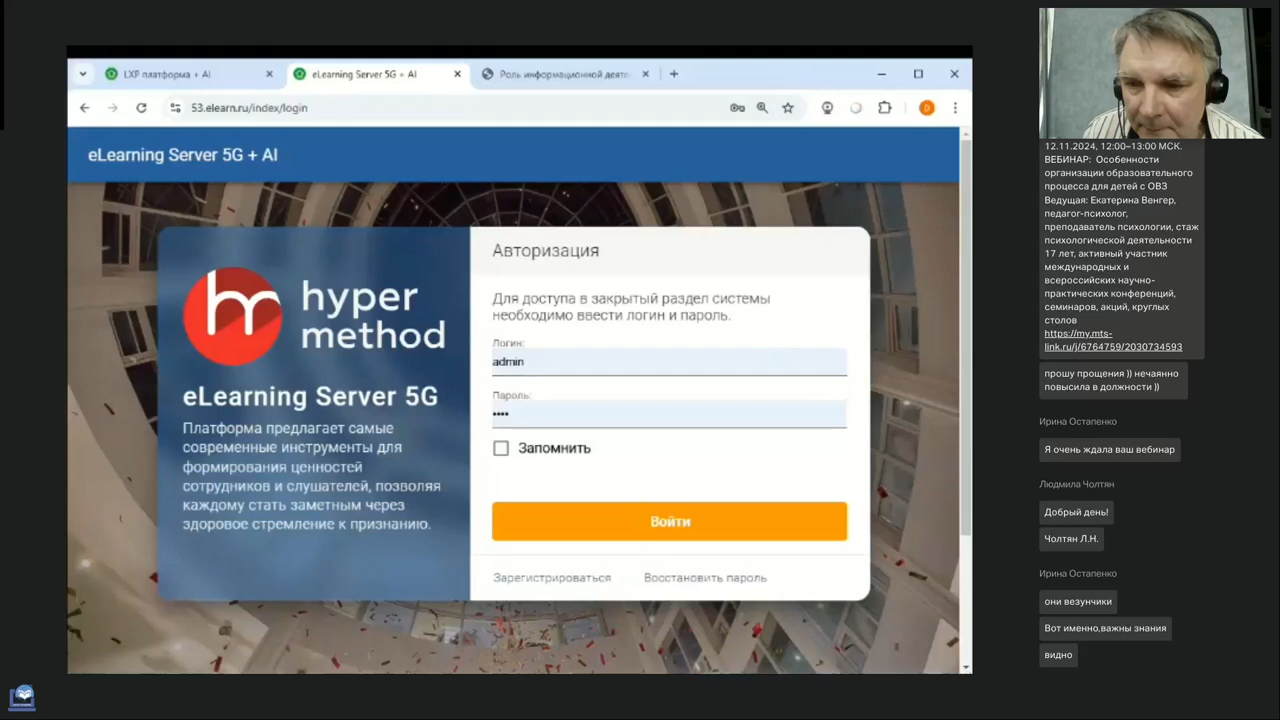 LXP платформа + AI
eLearning Server 5G + AI
Роль информационной деяте
53.elearn.ru/index/login
eLearning Server 5G + AI
hyper
method
eLearning Server 5G
Платформа предлагает самые
современные инструменты для
формирования ценностей
сотрудников и слушателей, позволяя
каждому стать заметным через
здоровое стремление к признанию.
Авторизация
Для доступа в закрытый раздел системы
необходимо ввести логин и пароль.
Логин:
admin
Пароль:
••••
Запомнить
Войти
Зарегистрироваться
Восстановить пароль
12.11.2024, 12:00–13:00 МСК.
ВЕБИНАР: Особенности
организации образовательного
процесса для детей с ОВЗ
Ведущая: Екатерина Венгер,
педагог-психолог,
преподаватель психологии, стаж
психологической деятельности
17 лет, активный участник
международных и
всероссийских научно-
практических конференций,
семинаров, акций, круглых
столов
https://my.mts-
link.ru/j/6764759/2030734593
прошу прощения )) нечаянно
повысила в должности ))
Ирина Остапенко
Я очень ждала ваш вебинар
Людмила Чолтян
Добрый день!
Чолтян Л.Н.
Ирина Остапенко
они везунчики
Вот именно,важны знания
видно